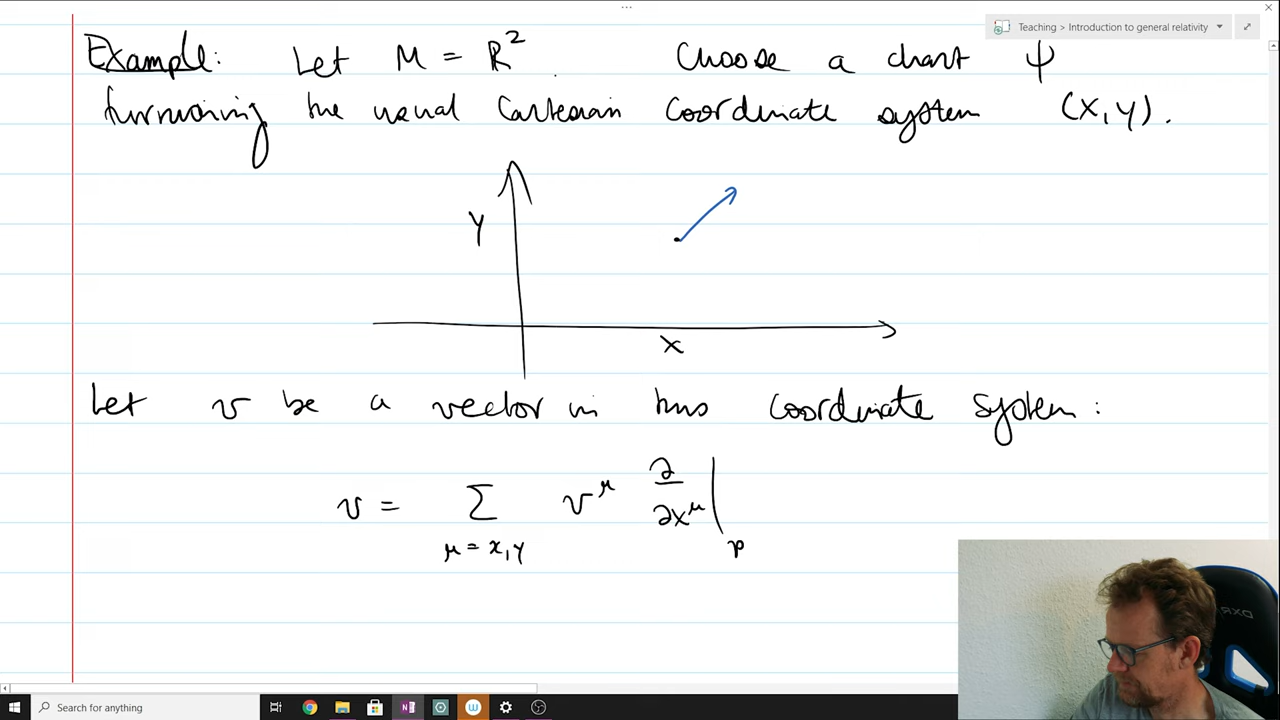 Teaching > Introduction to general relativity
Example: Let M = R² . Choose a chart ψ
furnishing the usual Cartesian coordinate system (x,y).
y
x
Let v be a vector in this coordinate system:
v = ∑ v^μ ∂/∂x^μ |
μ = x,y p
DXR
Search for anything